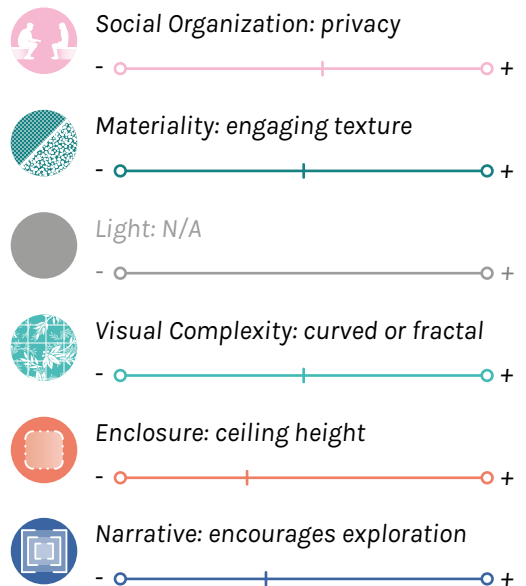 Social Organization: privacy
- +
Materiality: engaging texture
- +
Light: N/A
- +
Visual Complexity: curved or fractal
- +
Enclosure: ceiling height
- +
Narrative: encourages exploration
- +